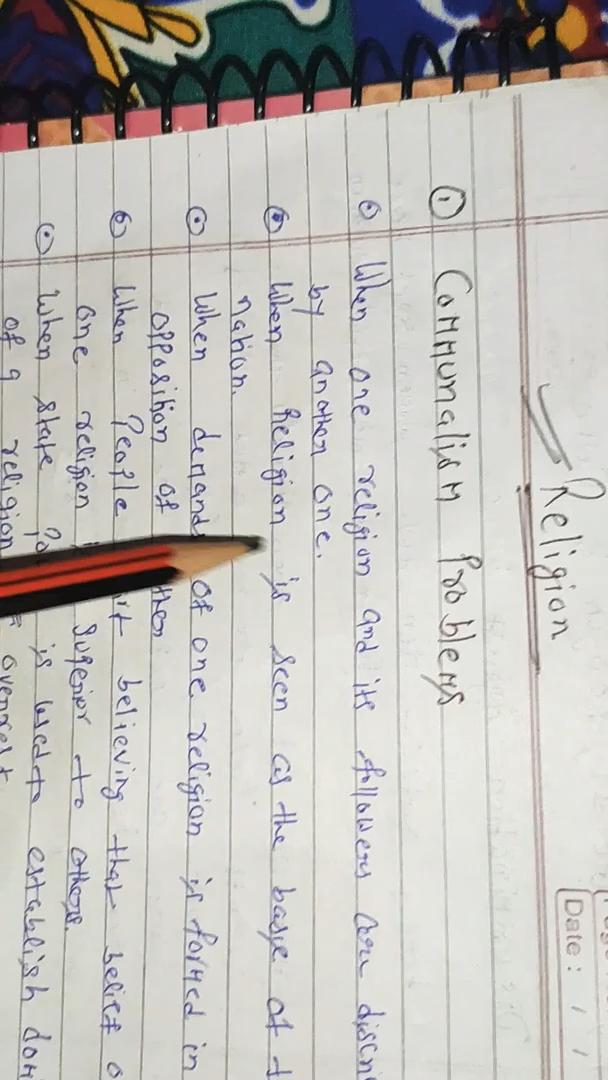 Date: / /
Religion
① Communalism Problems
When one religion and its followers are
by another one.
When Religion is seen as the base of
nation.
When demands of one religion is formed in
opposition of
When People believing that belief
one religion superior to others.
When state is used to establish
of a religion